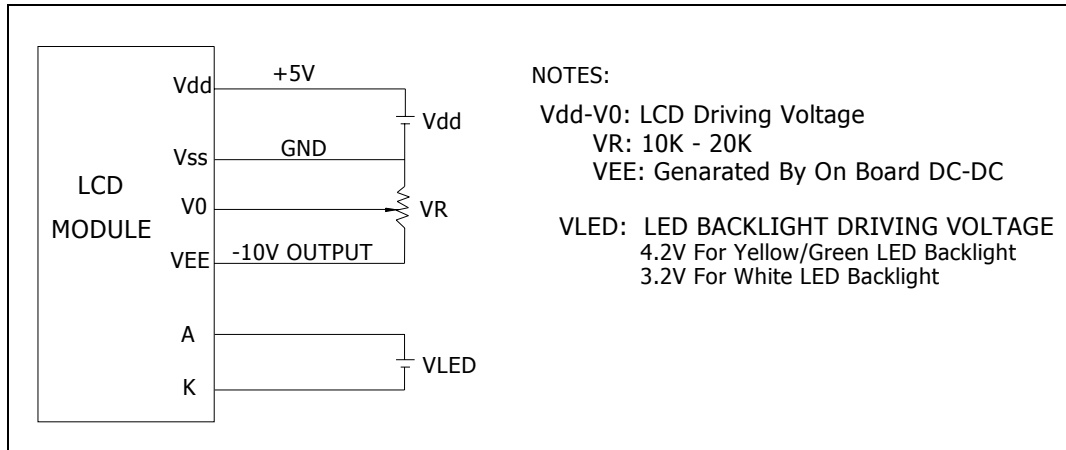 LCD
MODULE
Vdd
+5V
Vdd
Vss
GND
V0
VR
VEE
-10V OUTPUT
A
VLED
K
NOTES:
Vdd-V0: LCD Driving Voltage
VR: 10K - 20K
VEE: Genarated By On Board DC-DC
VLED: LED BACKLIGHT DRIVING VOLTAGE
4.2V For Yellow/Green LED Backlight
3.2V For White LED Backlight